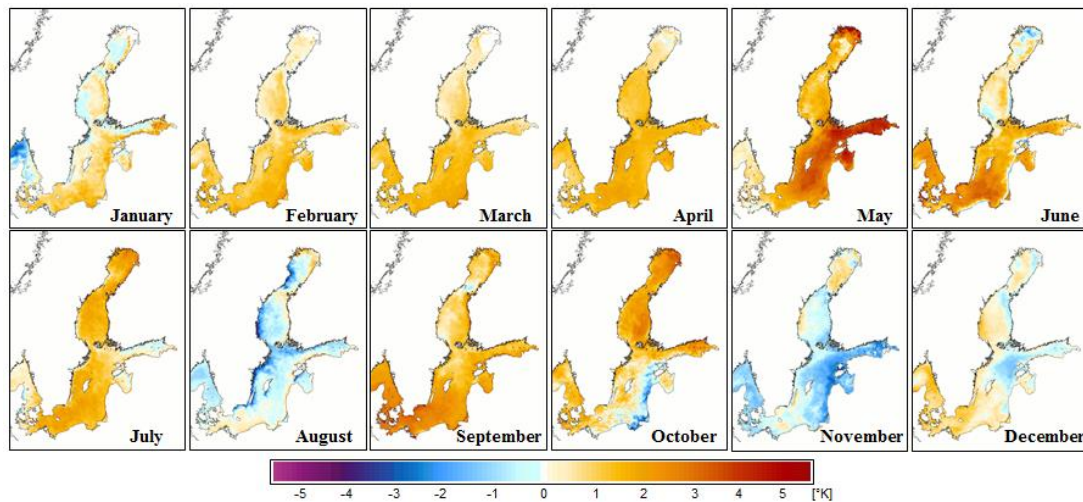 January February March April May June
July August September October November December
-5 -4 -3 -2 -1 0 1 2 3 4 5 [°K]